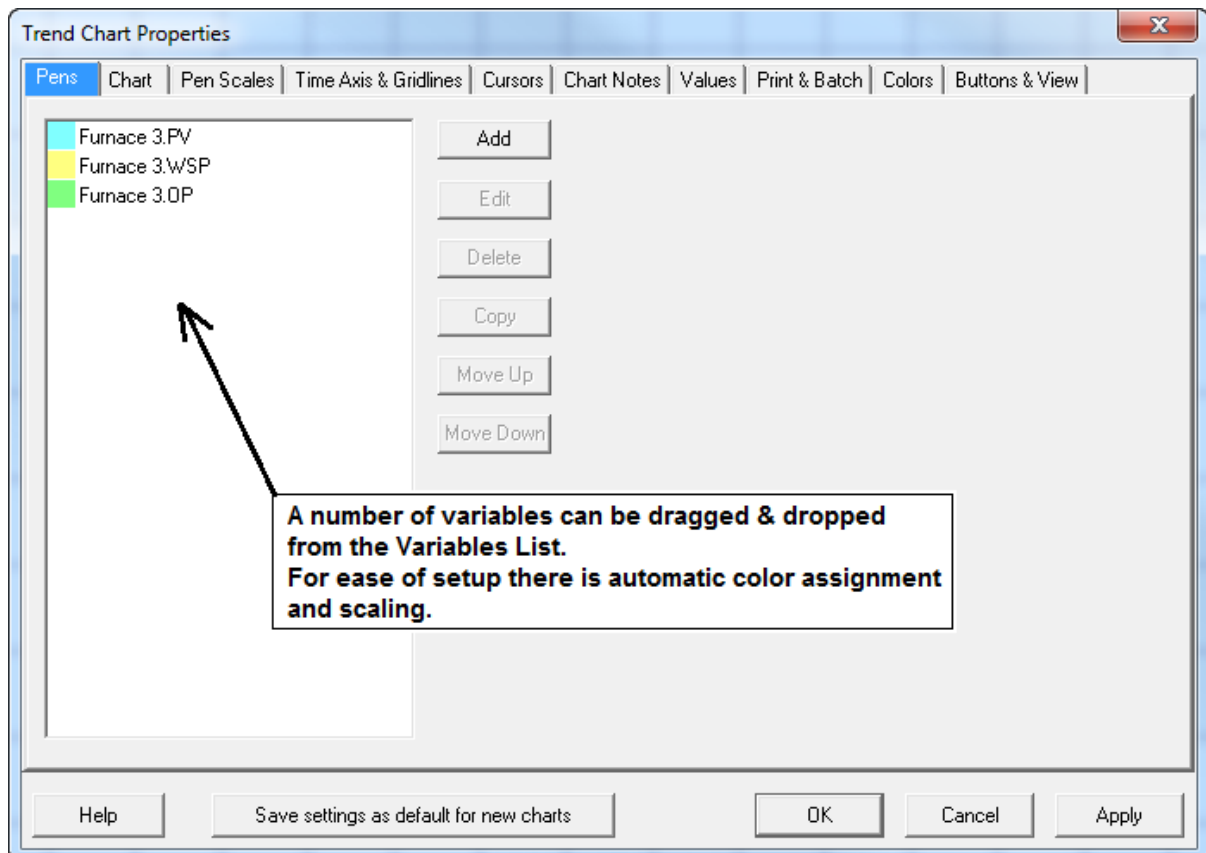 Trend Chart Properties
Pens Chart Pen Scales Time Axis & Gridlines Cursors Chart Notes Values Print & Batch Colors Buttons & View
Furnace 3.PV
Furnace 3.WSP
Furnace 3.OP
Add
Edit
Delete
Copy
Move Up
Move Down
A number of variables can be dragged & dropped
from the Variables List.
For ease of setup there is automatic color assignment
and scaling.
Help Save settings as default for new charts OK Cancel Apply